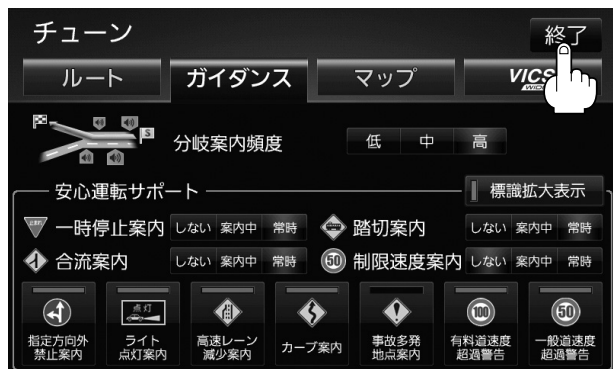 チューン
終了
ルート
ガイダンス
マップ
VICS
WIDE
S
分岐案内頻度
低
中
高
安心運転サポート
標識拡大表示
一時停止案内
しない
案内中
常時
踏切案内
しない
案内中
常時
合流案内
しない
案内中
常時
50
制限速度案内
しない
案内中
常時
点灯
100
50
指定方向外
禁止案内
ライト
点灯案内
高速レーン
減少案内
カーブ案内
事故多発
地点案内
有料道速度
超過警告
一般道速度
超過警告